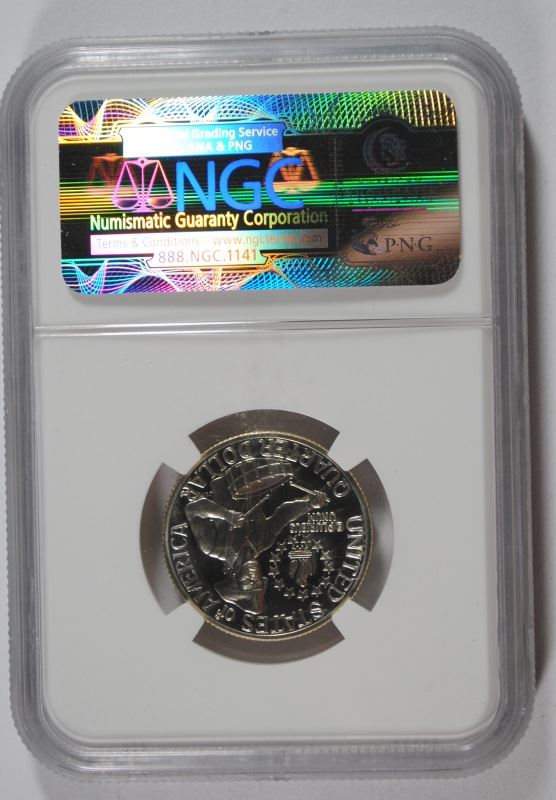 Grading Service
ANA & PNG
NGC
Numismatic Guaranty Corporation
Terms & Conditions -
888.NGC.1141
PNG
UNITED STATES OF AMERICA
QUARTER DOLLAR
E PLURIBUS
UNUM